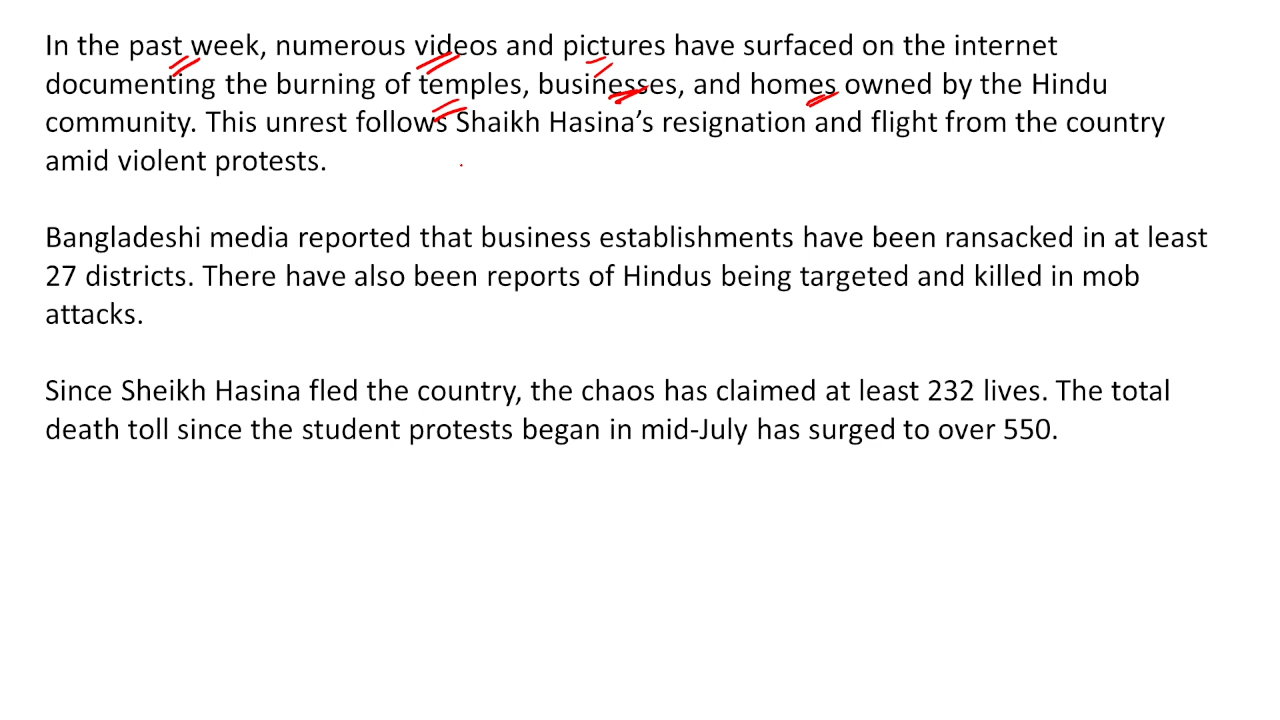 In the past week, numerous videos and pictures have surfaced on the internet
documenting the burning of temples, businesses, and homes owned by the Hindu
community. This unrest follows Shaikh Hasina’s resignation and flight from the country
amid violent protests.
Bangladeshi media reported that business establishments have been ransacked in at least
27 districts. There have also been reports of Hindus being targeted and killed in mob
attacks.
Since Sheikh Hasina fled the country, the chaos has claimed at least 232 lives. The total
death toll since the student protests began in mid-July has surged to over 550.